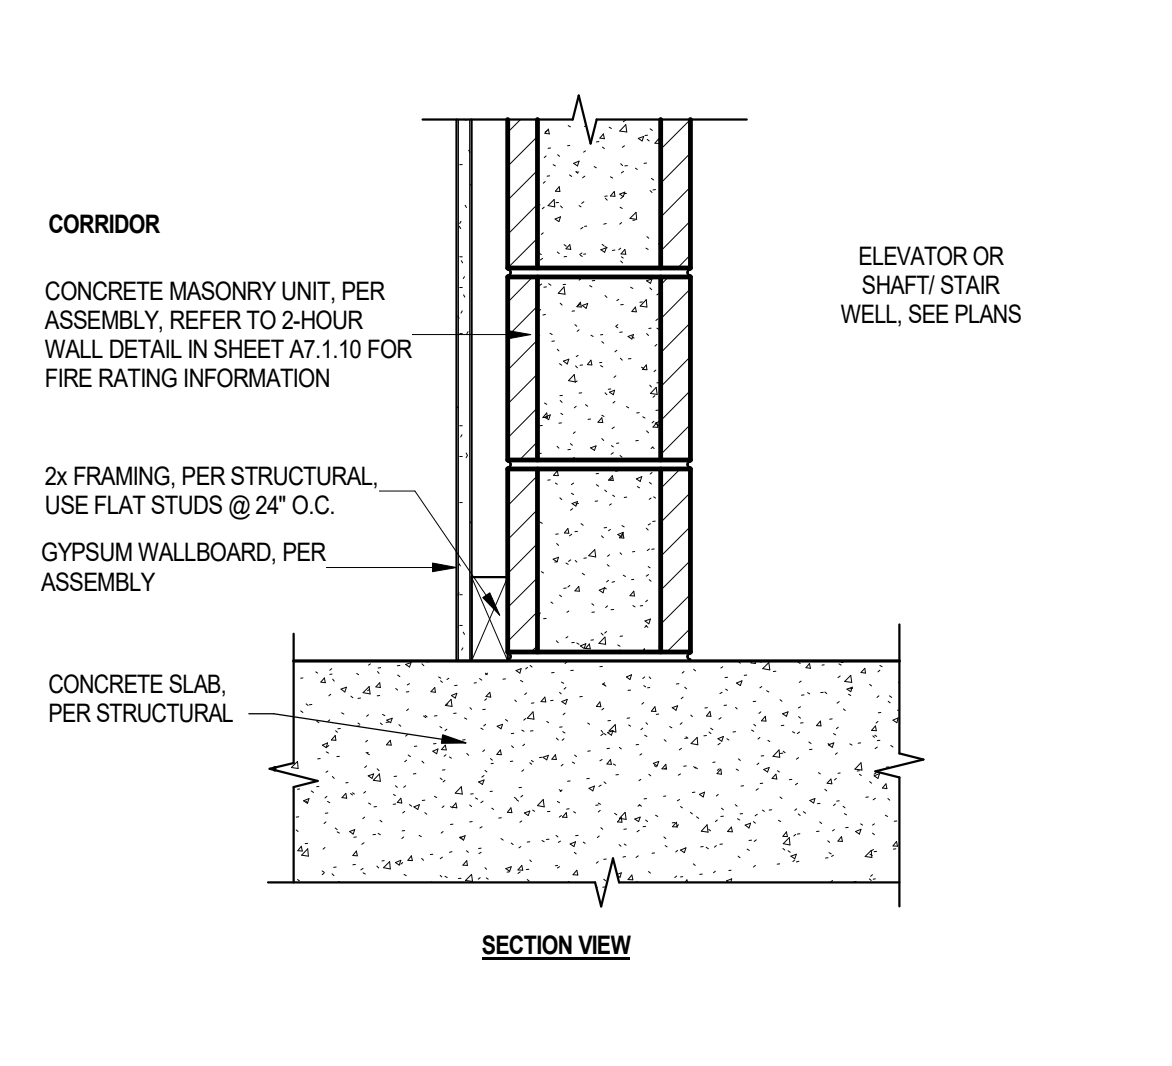 CORRIDOR
CONCRETE MASONRY UNIT, PER
ASSEMBLY, REFER TO 2-HOUR
WALL DETAIL IN SHEET A7.1.10 FOR
FIRE RATING INFORMATION
2x FRAMING, PER STRUCTURAL,
USE FLAT STUDS @ 24" O.C.
GYPSUM WALLBOARD, PER
ASSEMBLY
CONCRETE SLAB,
PER STRUCTURAL
ELEVATOR OR
SHAFT/ STAIR
WELL, SEE PLANS
SECTION VIEW